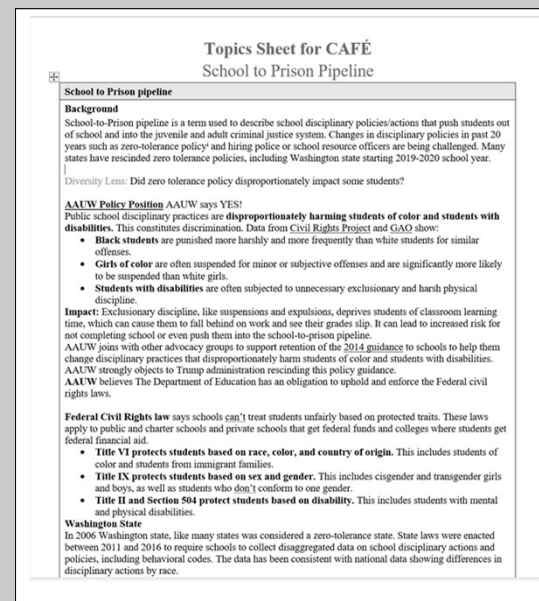 Topics Sheet for CAFÉ
School to Prison Pipeline
School to Prison pipeline
Background
School-to-Prison pipeline is a term used to describe school disciplinary policies/actions that push students out
of school and into the juvenile and adult criminal justice system. Changes in disciplinary policies in past 20
years such as zero-tolerance policy¹ and hiring police or school resource officers are being challenged. Many
states have rescinded zero tolerance policies, including Washington state starting 2019-2020 school year.
Diversity Lens: Did zero tolerance policy disproportionately impact some students?
AAUW Policy Position AAUW says YES!
Public school disciplinary practices are disproportionately harming students of color and students with
disabilities. This constitutes discrimination. Data from Civil Rights Project and GAO show:
• Black students are punished more harshly and more frequently than white students for similar
offenses.
• Girls of color are often suspended for minor or subjective offenses and are significantly more likely
to be suspended than white girls.
• Students with disabilities are often subjected to unnecessary exclusionary and harsh physical
discipline.
Impact: Exclusionary discipline, like suspensions and expulsions, deprives students of classroom learning
time, which can cause them to fall behind on work and see their grades slip. It can lead to increased risk for
not completing school or even push them into the school-to-prison pipeline.
AAUW joins with other advocacy groups to support retention of the 2014 guidance to schools to help them
change disciplinary practices that disproportionately harm students of color and students with disabilities.
AAUW strongly objects to Trump administration rescinding this policy guidance.
AAUW believes The Department of Education has an obligation to uphold and enforce the Federal civil
rights laws.
Federal Civil Rights law says schools can't treat students unfairly based on protected traits. These laws
apply to public and charter schools and private schools that get federal funds and colleges where students get
federal financial aid.
• Title VI protects students based on race, color, and country of origin. This includes students of
color and students from immigrant families.
• Title IX protects students based on sex and gender. This includes cisgender and transgender girls
and boys, as well as students who don't conform to one gender.
• Title II and Section 504 protect students based on disability. This includes students with mental
and physical disabilities.
Washington State
In 2006 Washington state, like many states was considered a zero-tolerance state. State laws were enacted
between 2011 and 2016 to require schools to collect disaggregated data on school disciplinary actions and
policies, including behavioral codes. The data has been consistent with national data showing differences in
disciplinary actions by race.